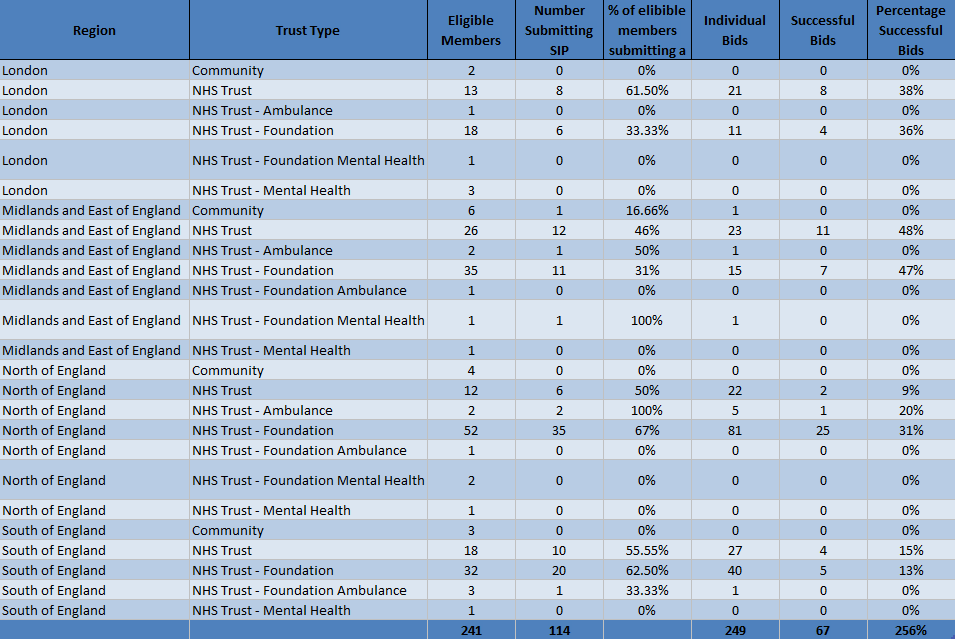 Region Trust Type Eligible Members Number Submitting SIP % of elibible members submitting a Individual Bids Successful Bids Percentage Successful Bids
London Community 2 0 0% 0 0 0%
London NHS Trust 13 8 61.50% 21 8 38%
London NHS Trust - Ambulance 1 0 0% 0 0 0%
London NHS Trust - Foundation 18 6 33.33% 11 4 36%
London NHS Trust - Foundation Mental Health 1 0 0% 0 0 0%
London NHS Trust - Mental Health 3 0 0% 0 0 0%
Midlands and East of England Community 6 1 16.66% 1 0 0%
Midlands and East of England NHS Trust 26 12 46% 23 11 48%
Midlands and East of England NHS Trust - Ambulance 2 1 50% 1 0 0%
Midlands and East of England NHS Trust - Foundation 35 11 31% 15 7 47%
Midlands and East of England NHS Trust - Foundation Ambulance 1 0 0% 0 0 0%
Midlands and East of England NHS Trust - Foundation Mental Health 1 1 100% 1 0 0%
Midlands and East of England NHS Trust - Mental Health 1 0 0% 0 0 0%
North of England Community 4 0 0% 0 0 0%
North of England NHS Trust 12 6 50% 22 2 9%
North of England NHS Trust - Ambulance 2 2 100% 5 1 20%
North of England NHS Trust - Foundation 52 35 67% 81 25 31%
North of England NHS Trust - Foundation Ambulance 1 0 0% 0 0 0%
North of England NHS Trust - Foundation Mental Health 2 0 0% 0 0 0%
North of England NHS Trust - Mental Health 1 0 0% 0 0 0%
South of England Community 3 0 0% 0 0 0%
South of England NHS Trust 18 10 55.55% 27 4 15%
South of England NHS Trust - Foundation 32 20 62.50% 40 5 13%
South of England NHS Trust - Foundation Ambulance 3 1 33.33% 1 0 0%
South of England NHS Trust - Mental Health 1 0 0% 0 0 0%
241 114 249 67 256%